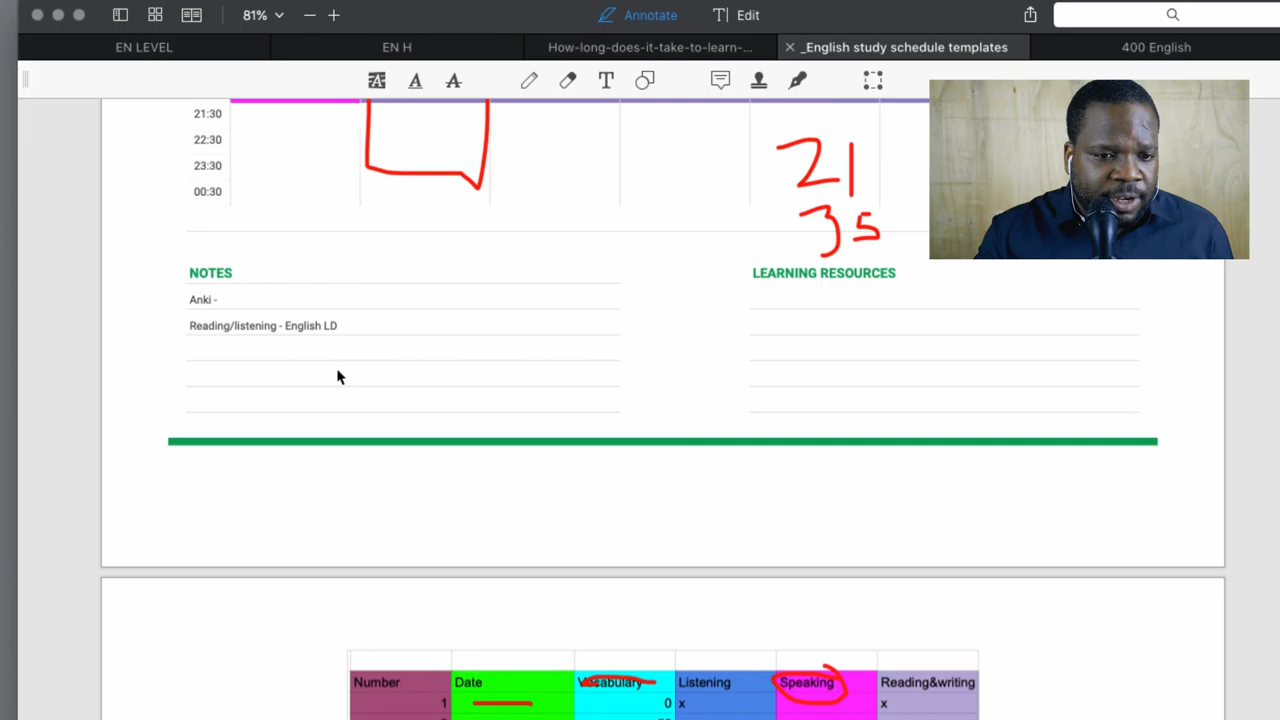 81%
Annotate
Edit
EN LEVEL
EN H
How-long-does-it-take-to-learn-...
_English study schedule templates
400 English
21:30
22:30
23:30
00:30
21
35
NOTES
LEARNING RESOURCES
Anki -
Reading/listening - English LD
Number Date Vocabulary Listening Speaking Reading&writing
1 0 x x